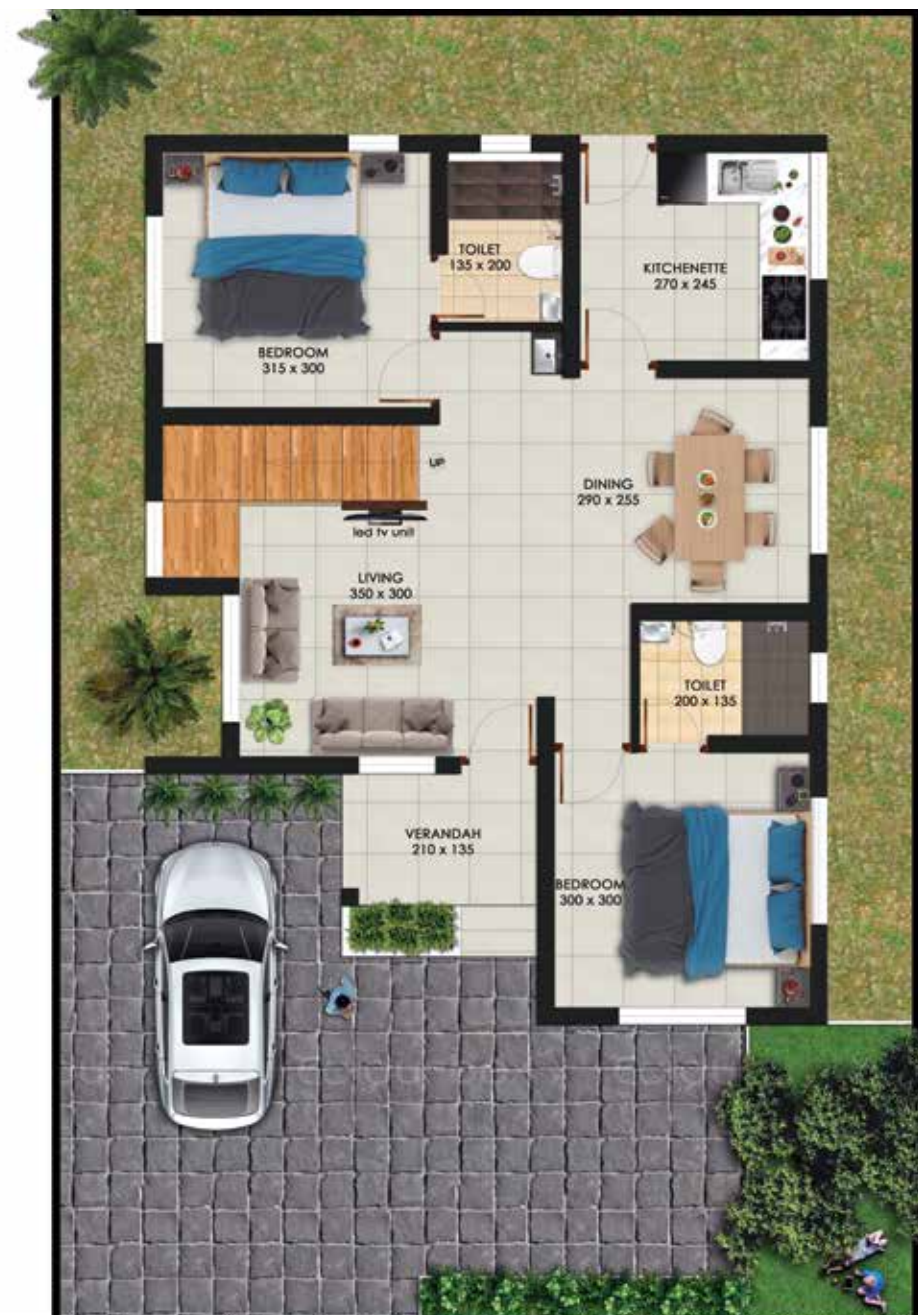 TOILET
135 x 200
KITCHENETTE
270 x 245
BEDROOM
315 x 300
UP
DINING
290 x 255
led tv unit
LIVING
350 x 300
TOILET
200 x 135
VERANDAH
210 x 135
BEDROOM
300 x 300